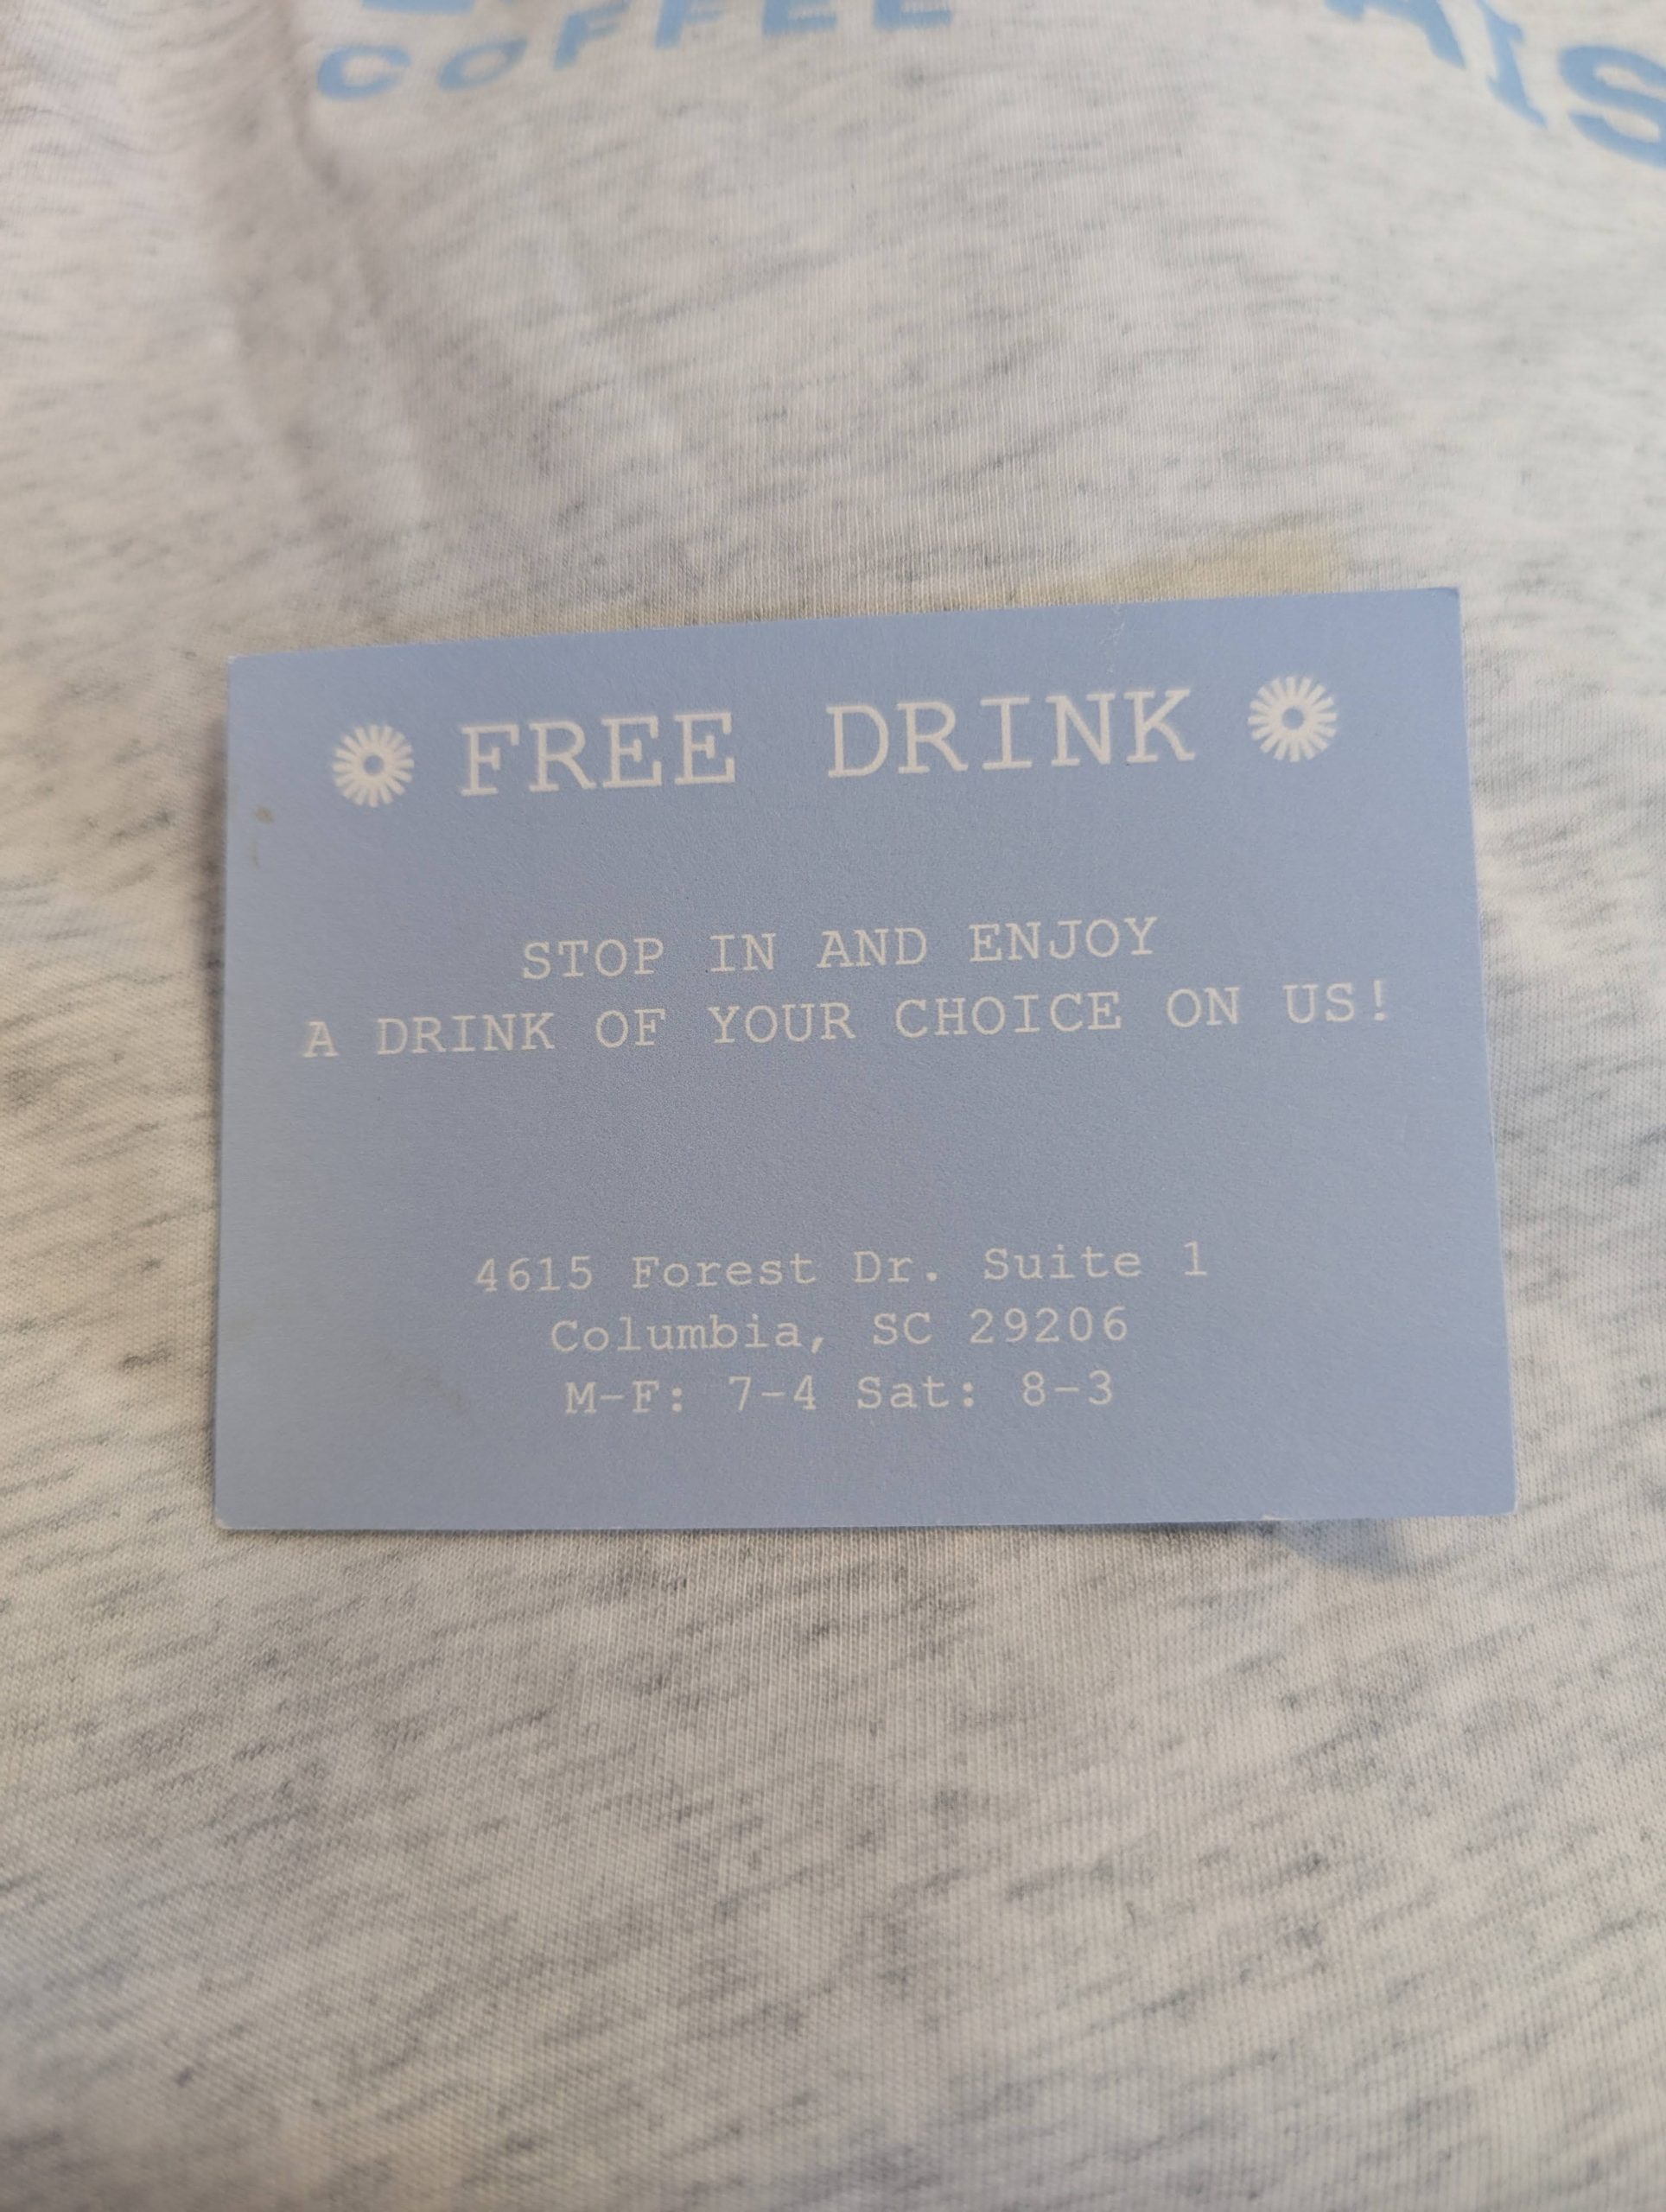 COFFEE
FREE DRINK
STOP IN AND ENJOY
A DRINK OF YOUR CHOICE ON US!
4615 Forest Dr. Suite 1
Columbia, SC 29206
M-F: 7-4 Sat: 8-3